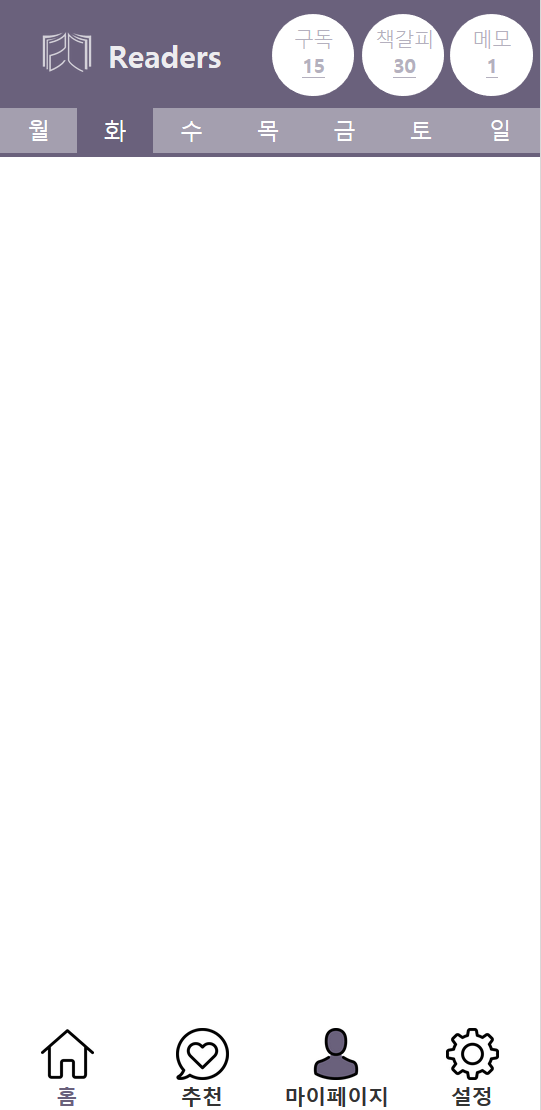 Readers
구독
15
책갈피
30
메모
1
월 화 수 목 금 토 일
홈 추천 마이페이지 설정